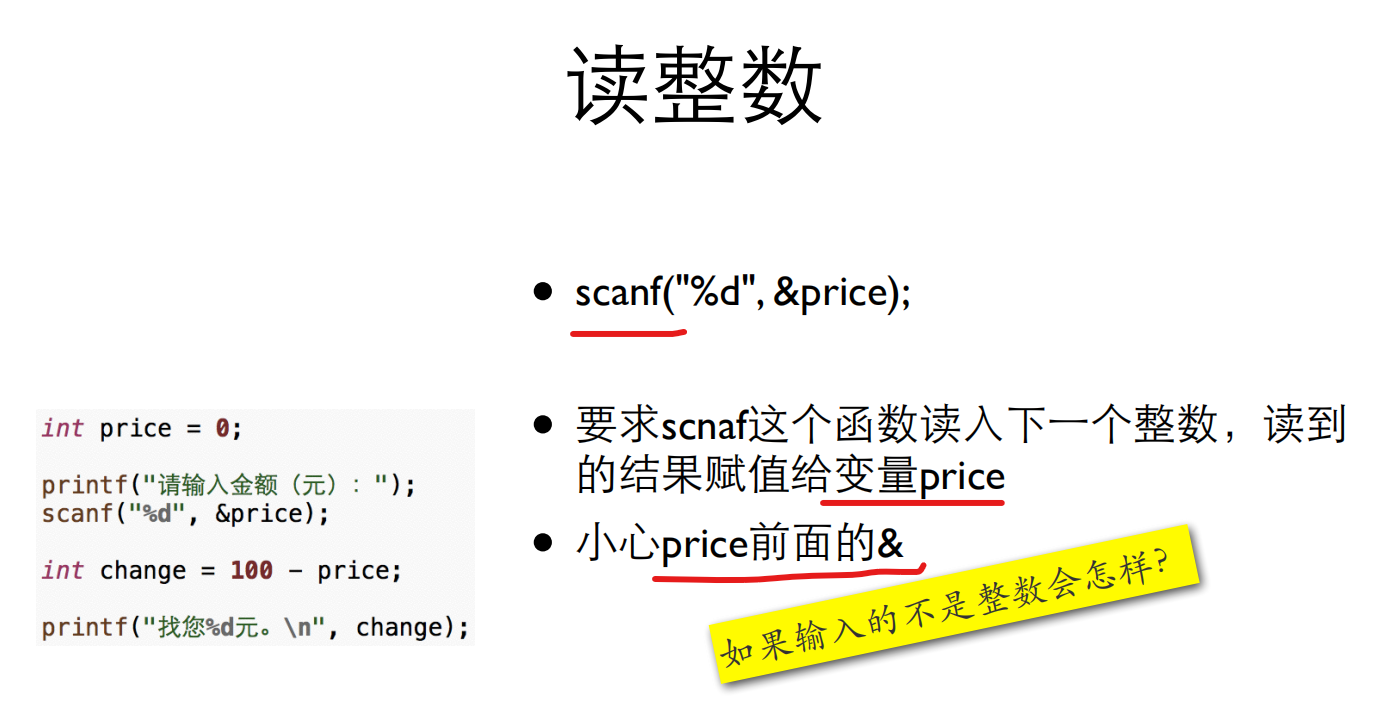 读整数
scanf("%d", &price);
要求scnaf这个函数读入下一个整数，读到
的结果赋值给变量price
小心price前面的&
如果输入的不是整数会怎样?
int price = 0;
printf("请输入金额（元）：");
scanf("%d", &price);
int change = 100 - price;
printf("找您%d元。\n", change);